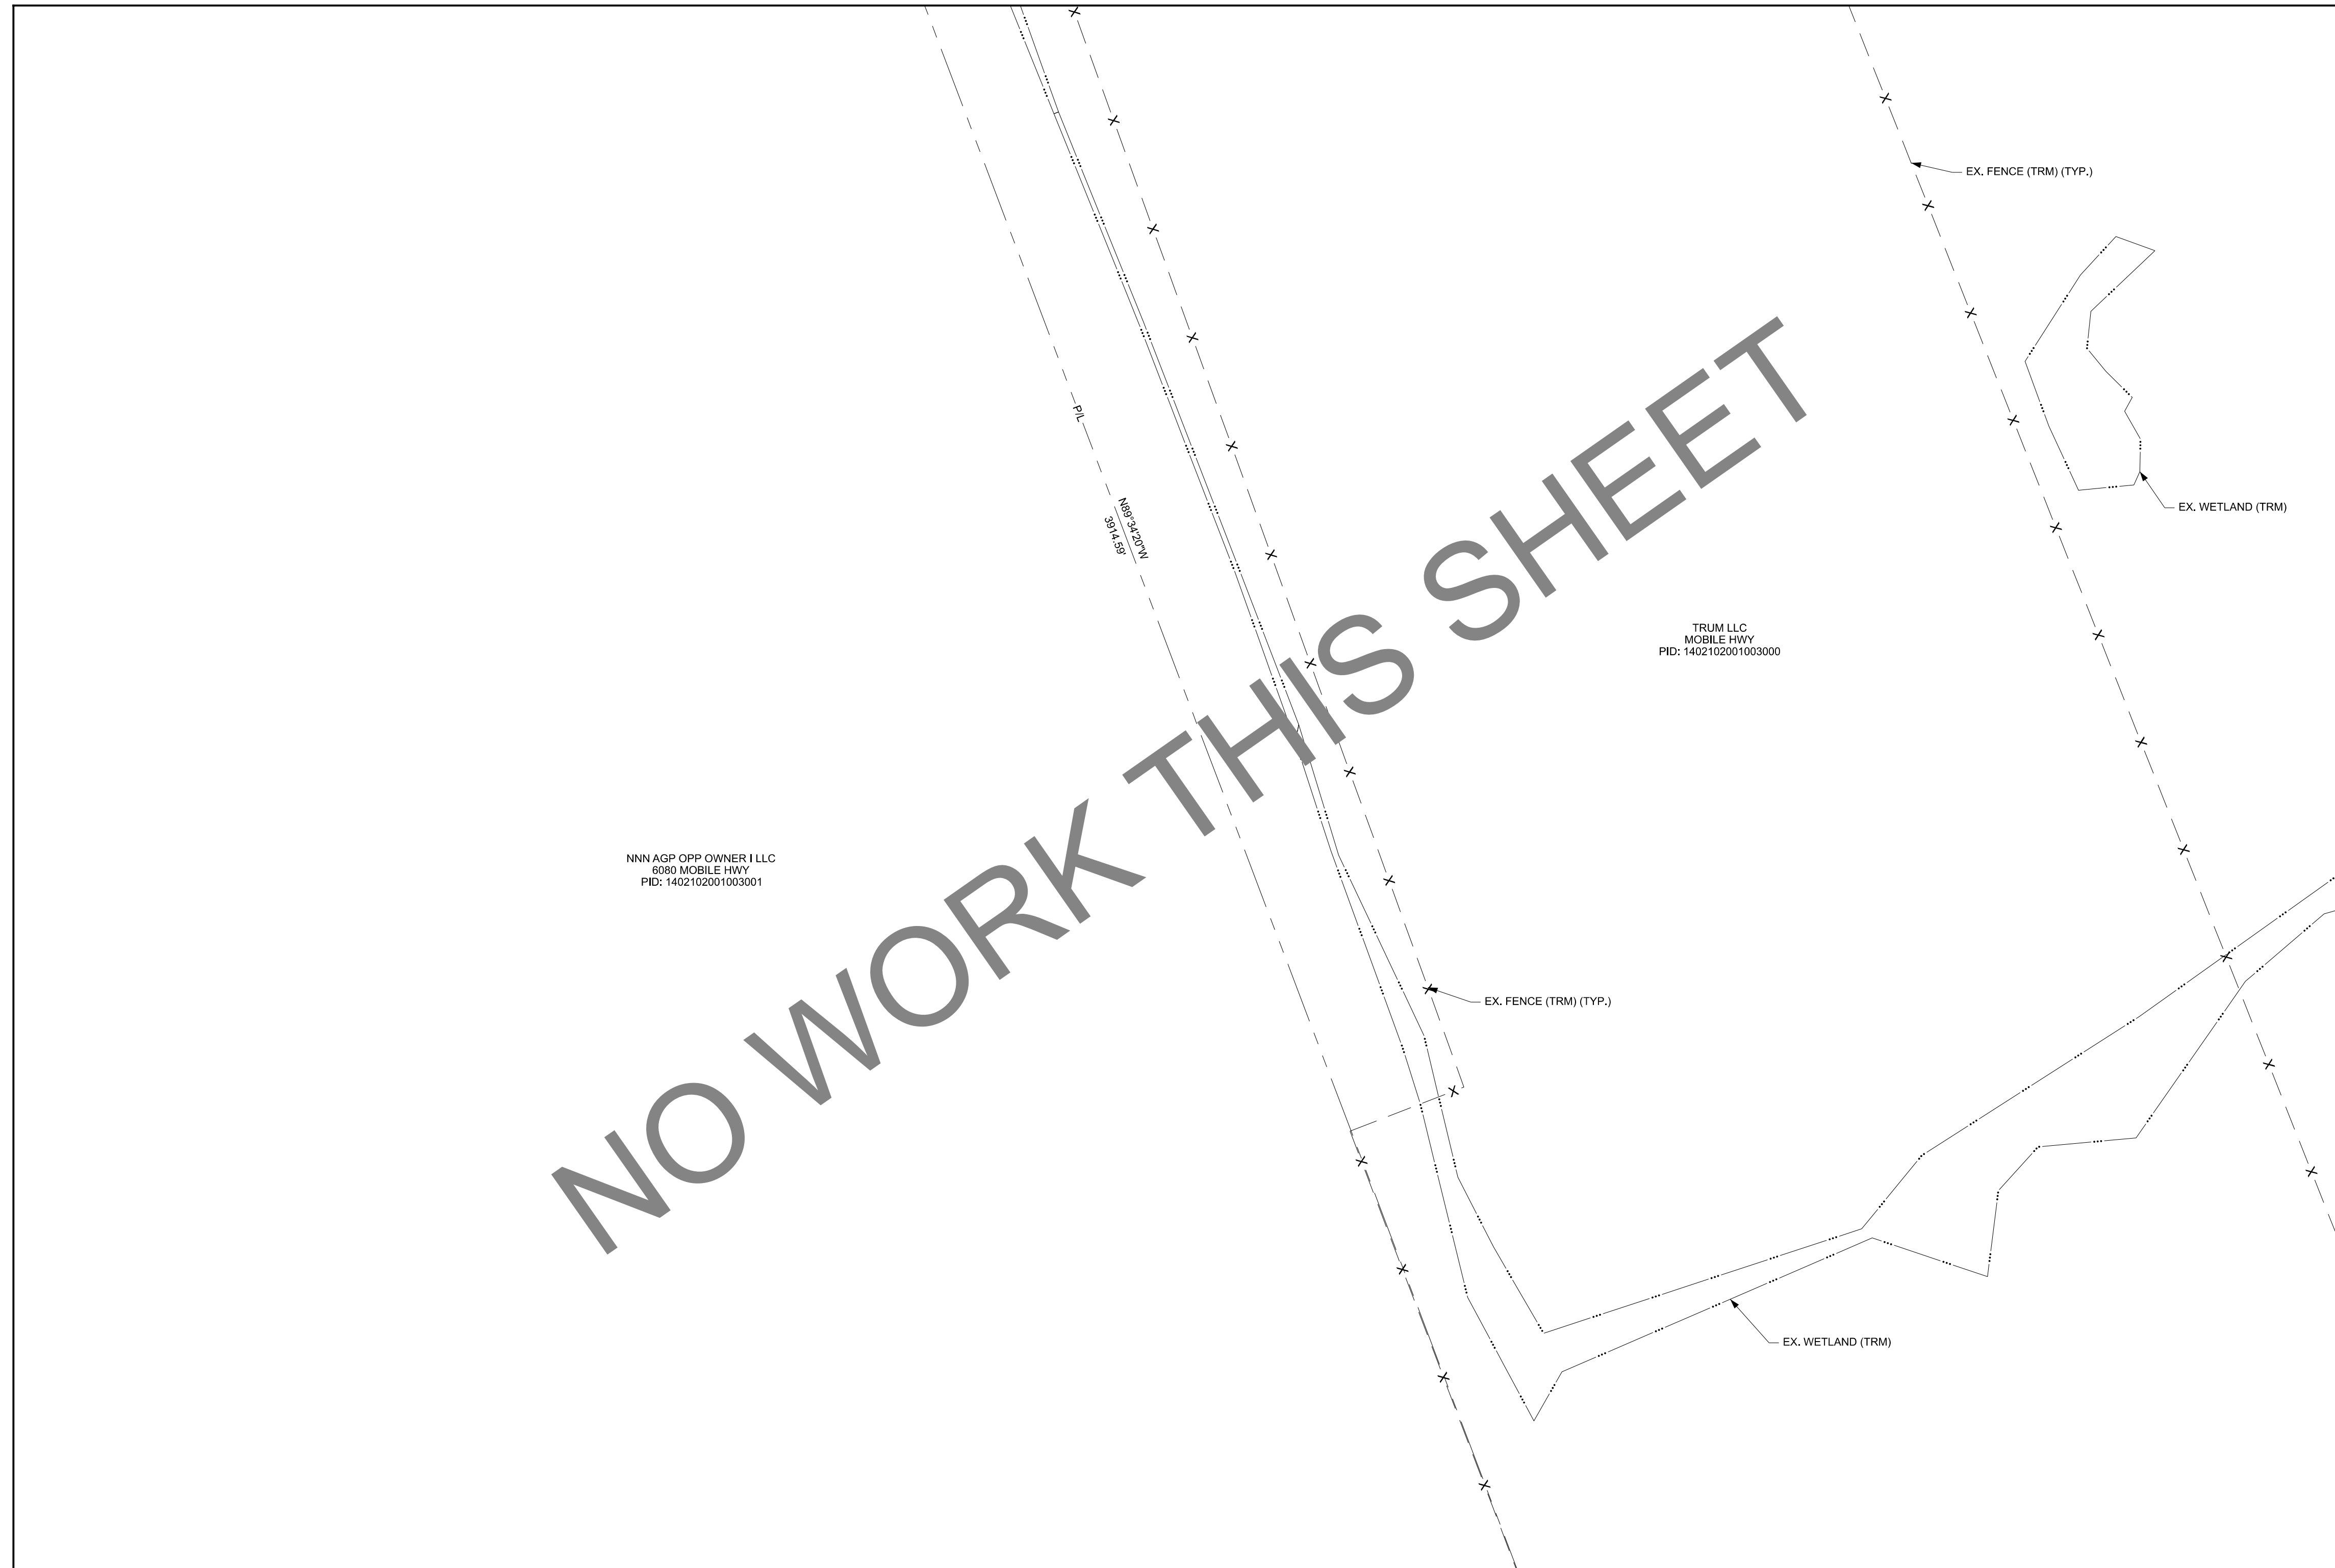 EX. FENCE (TRM) (TYP.)
P/L
N89°34'20"W
3914.59'
EX. WETLAND (TRM)
TRUM LLC
MOBILE HWY
PID: 1402102001003000
NO WORK THIS SHEET
NNN AGP OPP OWNER I LLC
6080 MOBILE HWY
PID: 1402102001003001
EX. FENCE (TRM) (TYP.)
EX. WETLAND (TRM)